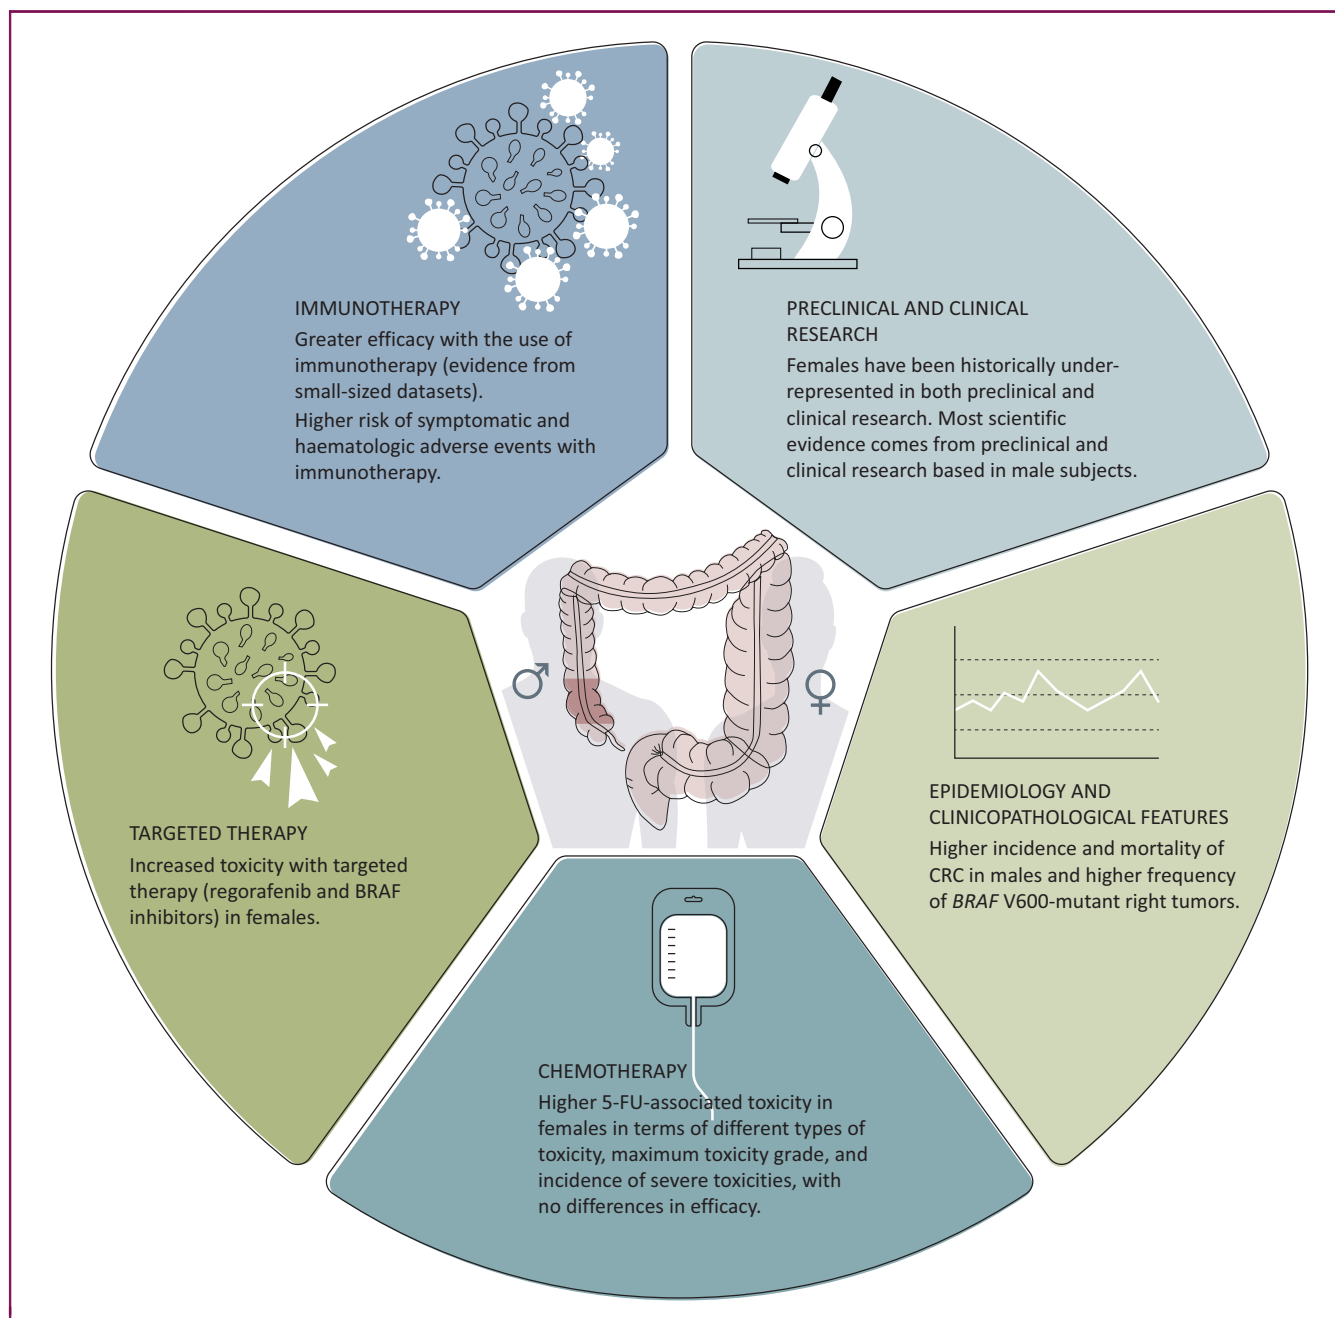 IMMUNOTHERAPY
Greater efficacy with the use of
immunotherapy (evidence from
small-sized datasets).
Higher risk of symptomatic and
haematologic adverse events with
immunotherapy.
PRECLINICAL AND CLINICAL
RESEARCH
Females have been historically under-
represented in both preclinical and
clinical research. Most scientific
evidence comes from preclinical and
clinical research based in male subjects.
TARGETED THERAPY
Increased toxicity with targeted
therapy (regorafenib and BRAF
inhibitors) in females.
EPIDEMIOLOGY AND
CLINICOPATHOLOGICAL FEATURES
Higher incidence and mortality of
CRC in males and higher frequency
of BRAF V600-mutant right tumors.
CHEMOTHERAPY
Higher 5-FU-associated toxicity in
females in terms of different types of
toxicity, maximum toxicity grade, and
incidence of severe toxicities, with
no differences in efficacy.